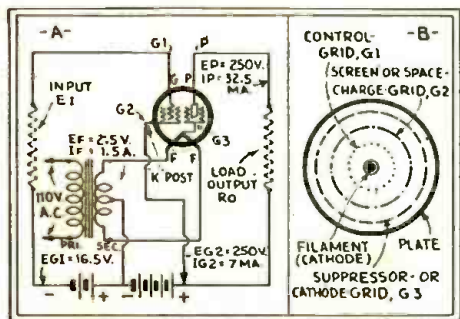 -A-
G1
P
G P
EP=250V.
IP=32.5
MA.
INPUT
E1
G2
G3
EF=2.5V.
IF=1.5A.
F F
K POST
LOAD-
OUTPUT
RO
110V
A.C
PRI.
SEC.
EG1=16.5V.
EG2=250V.
IG2=7MA.
- + - +
-B-
CONTROL-
GRID, G1
(SCREEN OR SPACE-
CHARGE-GRID, G2
FILAMENT
(CATHODE)
PLATE
SUPPRESSOR- OR
CATHODE GRID, G3